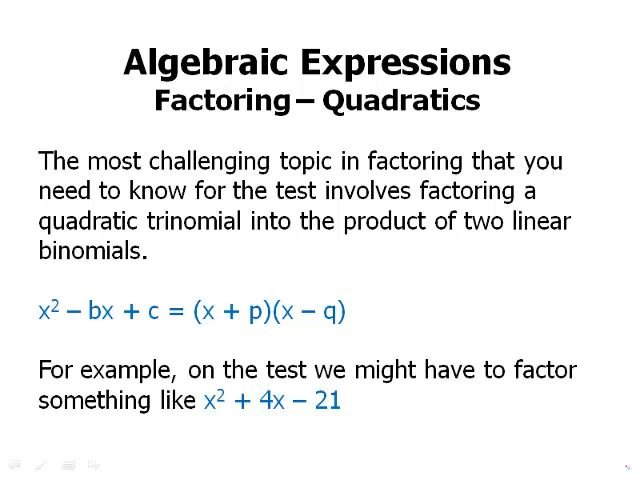 Algebraic Expressions
Factoring – Quadratics
The most challenging topic in factoring that you
need to know for the test involves factoring a
quadratic trinomial into the product of two linear
binomials.
x² – bx + c = (x + p)(x – q)
For example, on the test we might have to factor
something like x² + 4x – 21